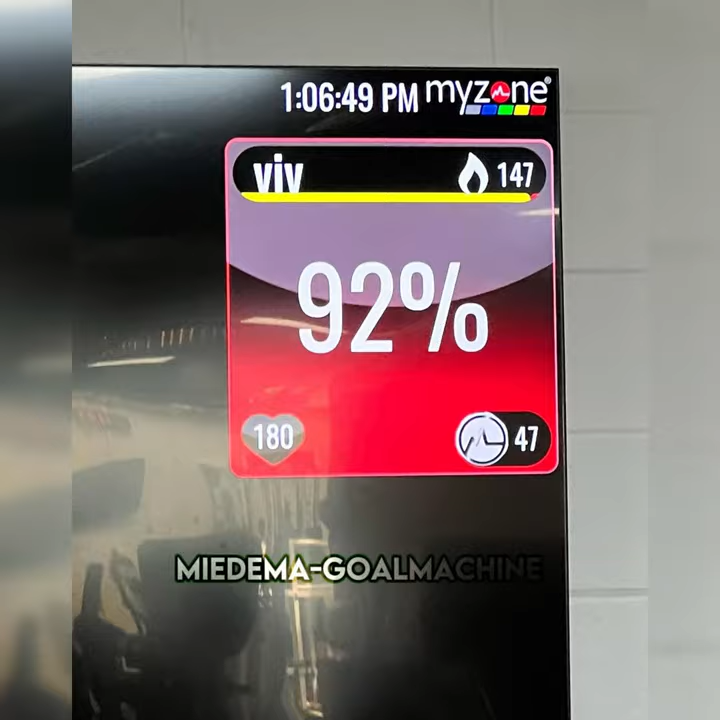 1:06:49 PM myzone®
viv 147
92%
180 47
MIEDEMA-GOALMACHINE